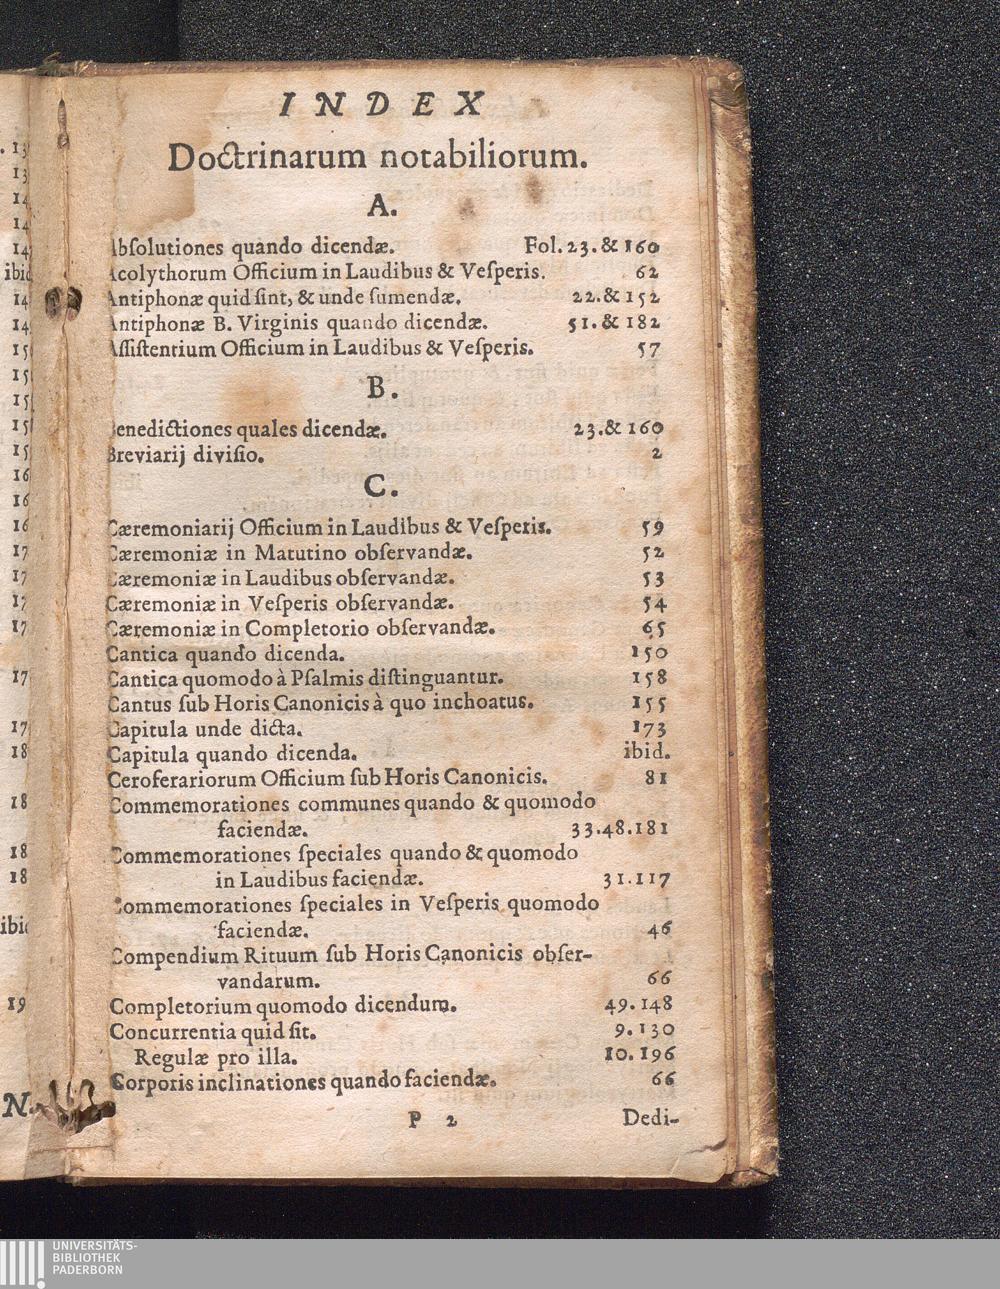 INDEX
Doctrinarum notabiliorum.
A.
Abſolutiones quando dicendæ. Fol. 23. & 160
Acolythorum Officium in Laudibus & Veſperis. 62
Antiphonæ quid ſint, & unde ſumendæ. 22. & 152
Antiphonæ B. Virginis quando dicendæ. 51. & 182
Aſſiſtentium Officium in Laudibus & Veſperis. 57
B.
Benedictiones quales dicendæ. 23. & 160
Breviarij diviſio. 2
C.
Cæremoniarij Officium in Laudibus & Veſperis. 59
Cæremoniæ in Matutino obſervandæ. 52
Cæremoniæ in Laudibus obſervandæ. 53
Cæremoniæ in Veſperis obſervandæ. 54
Cæremoniæ in Completorio obſervandæ. 65
Cantica quando dicenda. 150
Cantica quomodo à Pſalmis diſtinguantur. 158
Cantus ſub Horis Canonicis à quo inchoatus. 155
Capitula unde dicta. 173
Capitula quando dicenda. ibid.
Ceroferariorum Officium ſub Horis Canonicis. 81
Commemorationes communes quando & quomodo
faciendæ. 33.48.181
Commemorationes ſpeciales quando & quomodo
in Laudibus faciendæ. 31.117
Commemorationes ſpeciales in Veſperis quomodo
faciendæ. 46
Compendium Rituum ſub Horis Canonicis obſer-
vandarum. 66
Completorium quomodo dicendum. 49.148
Concurrentia quid ſit. 9.130
Regulæ pro illa. 10.196
Corporis inclinationes quando faciendæ. 66
P 2 Dedi-
UNIVERSITÄTS-
BIBLIOTHEK
PADERBORN